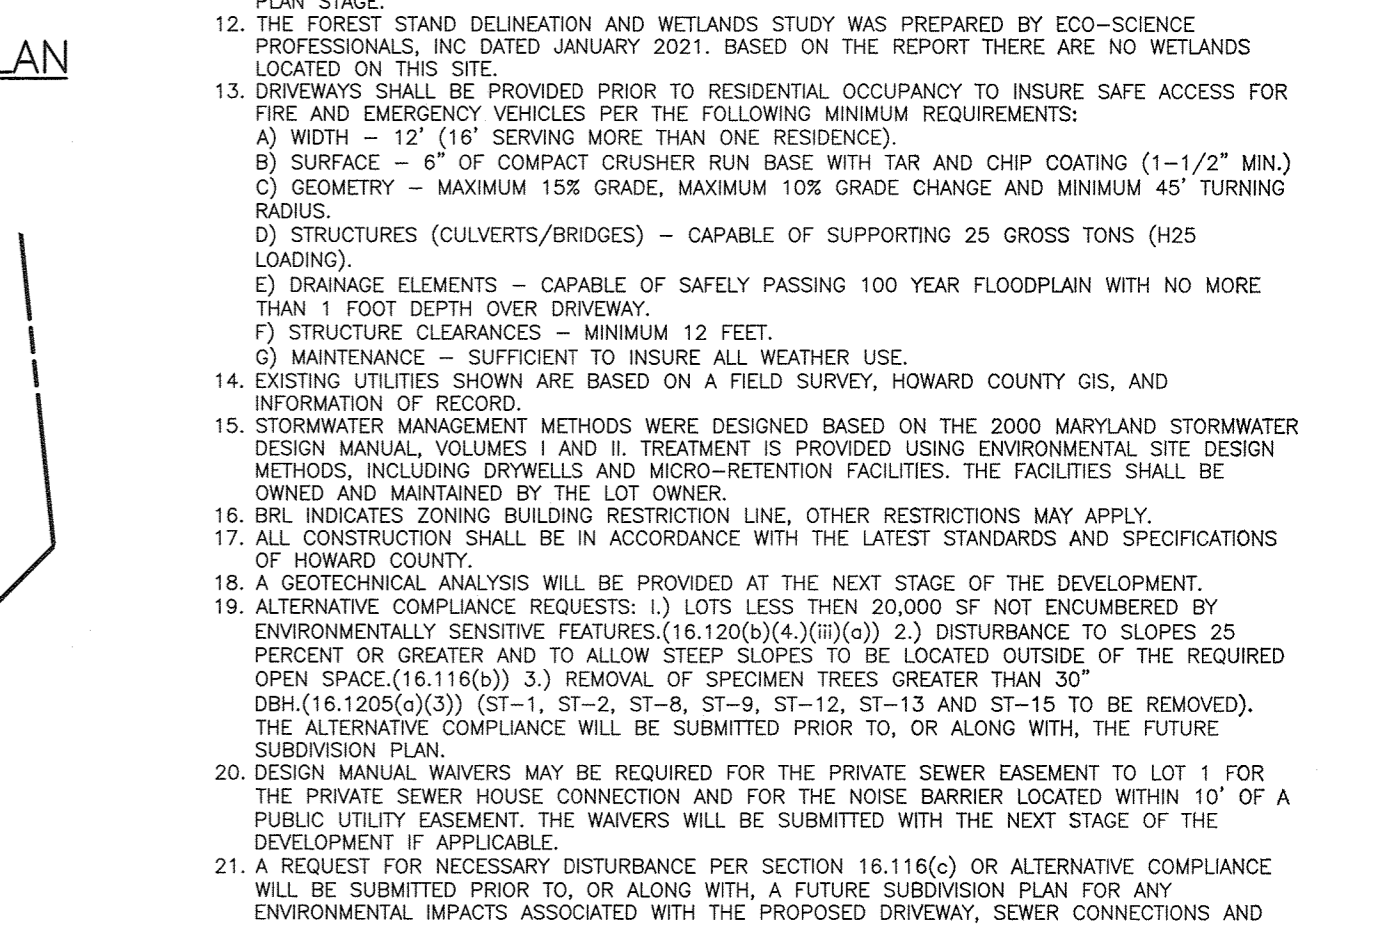 PLAN STAGE.
LAN
12. THE FOREST STAND DELINEATION AND WETLANDS STUDY WAS PREPARED BY ECO-SCIENCE
PROFESSIONALS, INC DATED JANUARY 2021. BASED ON THE REPORT THERE ARE NO WETLANDS
LOCATED ON THIS SITE.
13. DRIVEWAYS SHALL BE PROVIDED PRIOR TO RESIDENTIAL OCCUPANCY TO INSURE SAFE ACCESS FOR
FIRE AND EMERGENCY VEHICLES PER THE FOLLOWING MINIMUM REQUIREMENTS:
A) WIDTH – 12' (16' SERVING MORE THAN ONE RESIDENCE).
B) SURFACE – 6" OF COMPACT CRUSHER RUN BASE WITH TAR AND CHIP COATING (1-1/2" MIN.)
C) GEOMETRY – MAXIMUM 15% GRADE, MAXIMUM 10% GRADE CHANGE AND MINIMUM 45' TURNING
RADIUS.
D) STRUCTURES (CULVERTS/BRIDGES) – CAPABLE OF SUPPORTING 25 GROSS TONS (H25
LOADING).
E) DRAINAGE ELEMENTS – CAPABLE OF SAFELY PASSING 100 YEAR FLOODPLAIN WITH NO MORE
THAN 1 FOOT DEPTH OVER DRIVEWAY.
F) STRUCTURE CLEARANCES – MINIMUM 12 FEET.
G) MAINTENANCE – SUFFICIENT TO INSURE ALL WEATHER USE.
14. EXISTING UTILITIES SHOWN ARE BASED ON A FIELD SURVEY, HOWARD COUNTY GIS, AND
INFORMATION OF RECORD.
15. STORMWATER MANAGEMENT METHODS WERE DESIGNED BASED ON THE 2000 MARYLAND STORMWATER
DESIGN MANUAL, VOLUMES I AND II. TREATMENT IS PROVIDED USING ENVIRONMENTAL SITE DESIGN
METHODS, INCLUDING DRYWELLS AND MICRO-RETENTION FACILITIES. THE FACILITIES SHALL BE
OWNED AND MAINTAINED BY THE LOT OWNER.
16. BRL INDICATES ZONING BUILDING RESTRICTION LINE, OTHER RESTRICTIONS MAY APPLY.
17. ALL CONSTRUCTION SHALL BE IN ACCORDANCE WITH THE LATEST STANDARDS AND SPECIFICATIONS
OF HOWARD COUNTY.
18. A GEOTECHNICAL ANALYSIS WILL BE PROVIDED AT THE NEXT STAGE OF THE DEVELOPMENT.
19. ALTERNATIVE COMPLIANCE REQUESTS: I.) LOTS LESS THEN 20,000 SF NOT ENCUMBERED BY
ENVIRONMENTALLY SENSITIVE FEATURES.(16.120(b)(4.)(iii)(a)) 2.) DISTURBANCE TO SLOPES 25
PERCENT OR GREATER AND TO ALLOW STEEP SLOPES TO BE LOCATED OUTSIDE OF THE REQUIRED
OPEN SPACE.(16.116(b)) 3.) REMOVAL OF SPECIMEN TREES GREATER THAN 30"
DBH.(16.1205(a)(3)) (ST-1, ST-2, ST-8, ST-9, ST-12, ST-13 AND ST-15 TO BE REMOVED).
THE ALTERNATIVE COMPLIANCE WILL BE SUBMITTED PRIOR TO, OR ALONG WITH, THE FUTURE
SUBDIVISION PLAN.
20. DESIGN MANUAL WAIVERS MAY BE REQUIRED FOR THE PRIVATE SEWER EASEMENT TO LOT 1 FOR
THE PRIVATE SEWER HOUSE CONNECTION AND FOR THE NOISE BARRIER LOCATED WITHIN 10' OF A
PUBLIC UTILITY EASEMENT. THE WAIVERS WILL BE SUBMITTED WITH THE NEXT STAGE OF THE
DEVELOPMENT IF APPLICABLE.
21. A REQUEST FOR NECESSARY DISTURBANCE PER SECTION 16.116(c) OR ALTERNATIVE COMPLIANCE
WILL BE SUBMITTED PRIOR TO, OR ALONG WITH, A FUTURE SUBDIVISION PLAN FOR ANY
ENVIRONMENTAL IMPACTS ASSOCIATED WITH THE PROPOSED DRIVEWAY, SEWER CONNECTIONS AND